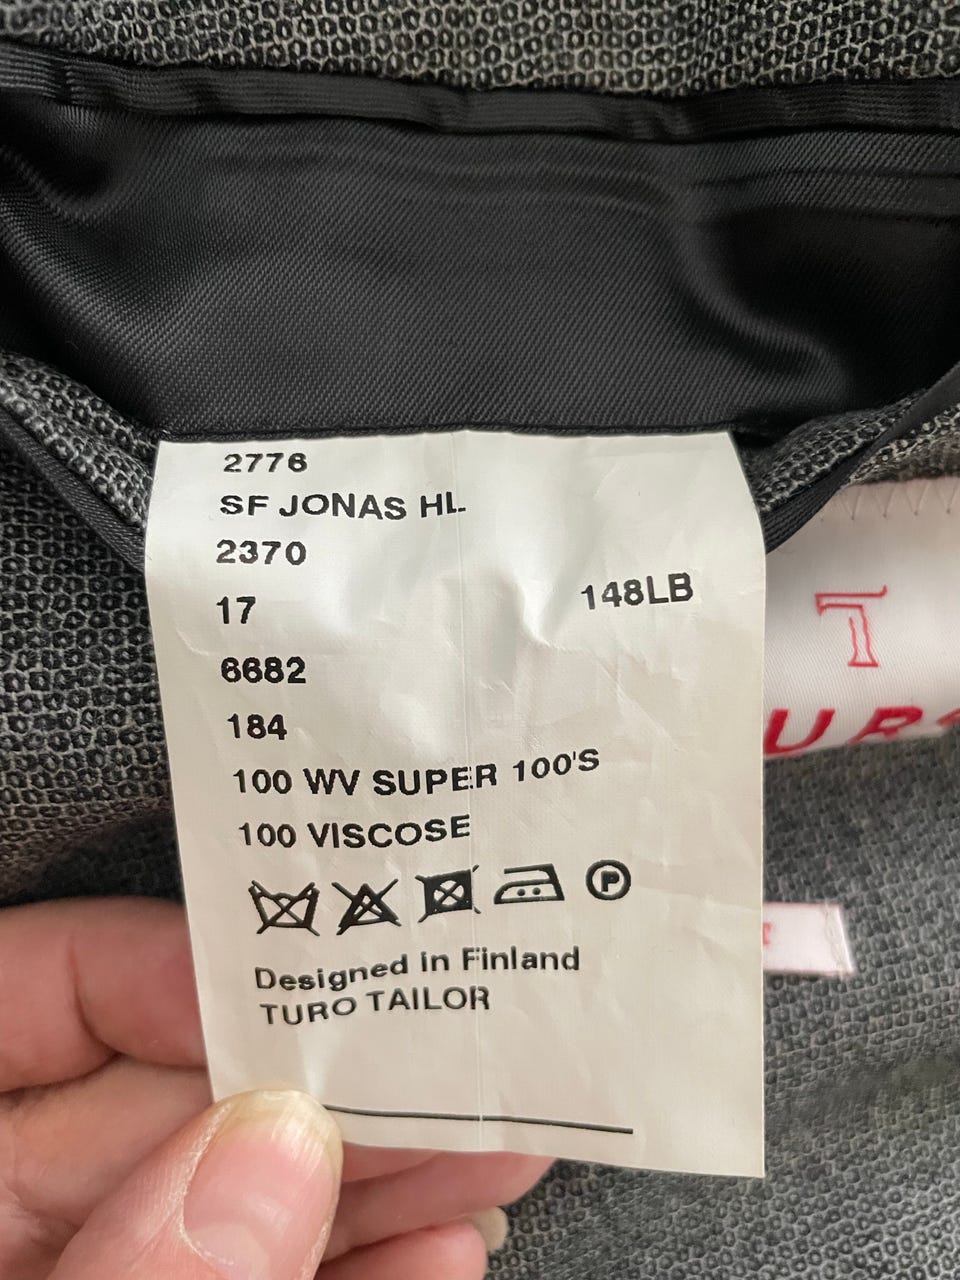 2776
SF JONAS HL
2370
17 148LB
6682
184
100 WV SUPER 100'S
100 VISCOSE
P
Designed in Finland
TURO TAILOR
T